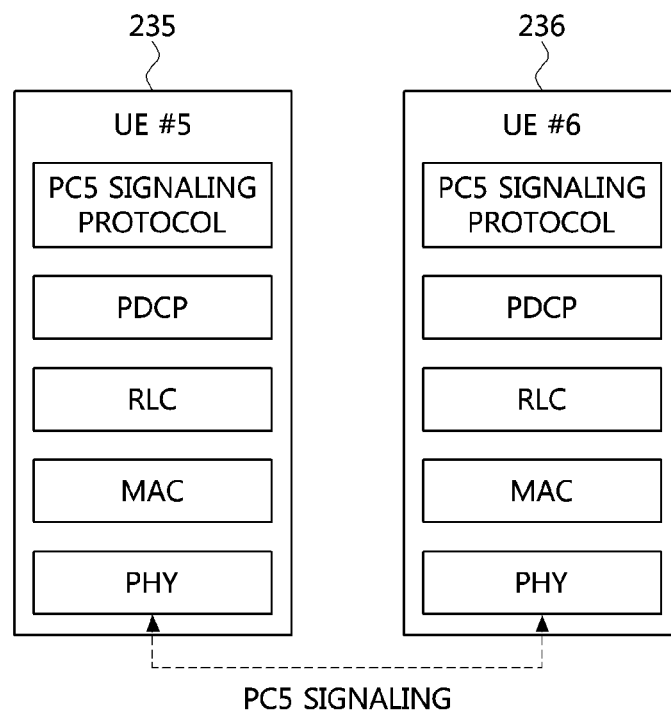 235
236
UE #5
UE #6
PC5 SIGNALING
PROTOCOL
PC5 SIGNALING
PROTOCOL
PDCP
PDCP
RLC
RLC
MAC
MAC
PHY
PHY
PC5 SIGNALING